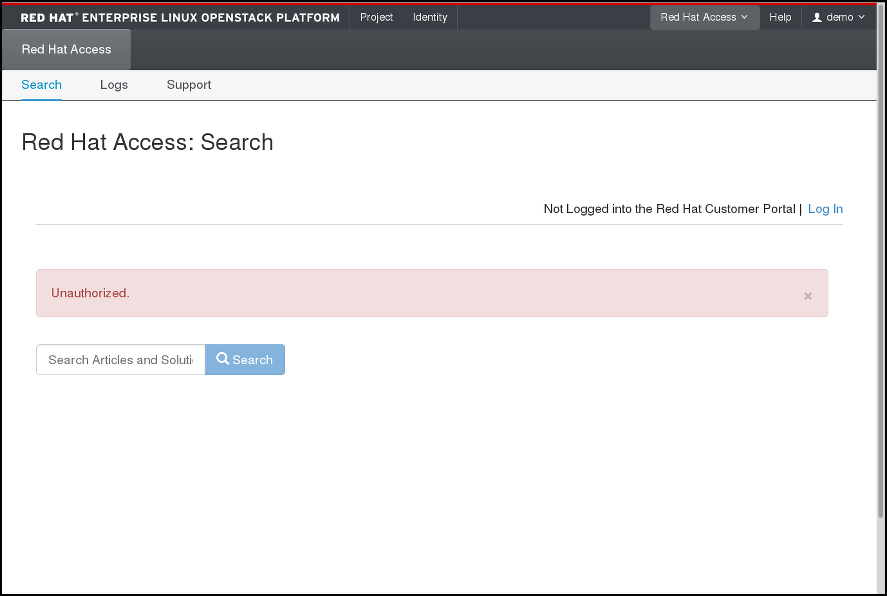 RED HAT® ENTERPRISE LINUX OPENSTACK PLATFORM Project Identity Red Hat Access Help demo
Red Hat Access
Search Logs Support
Red Hat Access: Search
Not Logged into the Red Hat Customer Portal | Log In
Unauthorized. ×
Search Articles and Soluti Search